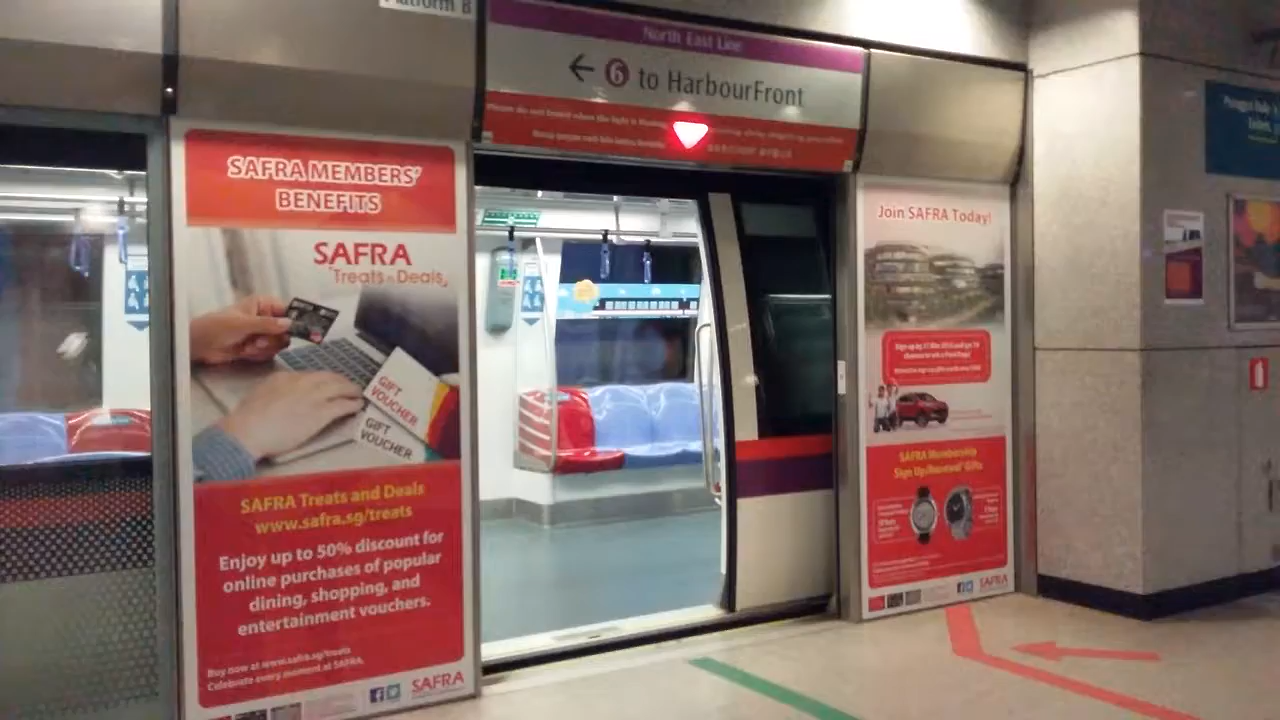 Platform B
North East Line
← 6 to HarbourFront
SAFRA MEMBERS'
BENEFITS
SAFRA
Treats n Deals
GIFT
VOUCHER
GIFT
VOUCHER
SAFRA Treats and Deals
www.safra.sg/treats
Enjoy up to 50% discount for
online purchases of popular
dining, shopping, and
entertainment vouchers.
Buy now at www.safra.sg/treats
Celebrate every moment at SAFRA.
SAFRA
Join SAFRA Today!
SAFRA Membership
Sign Up/Renewal Gifts
SAFRA